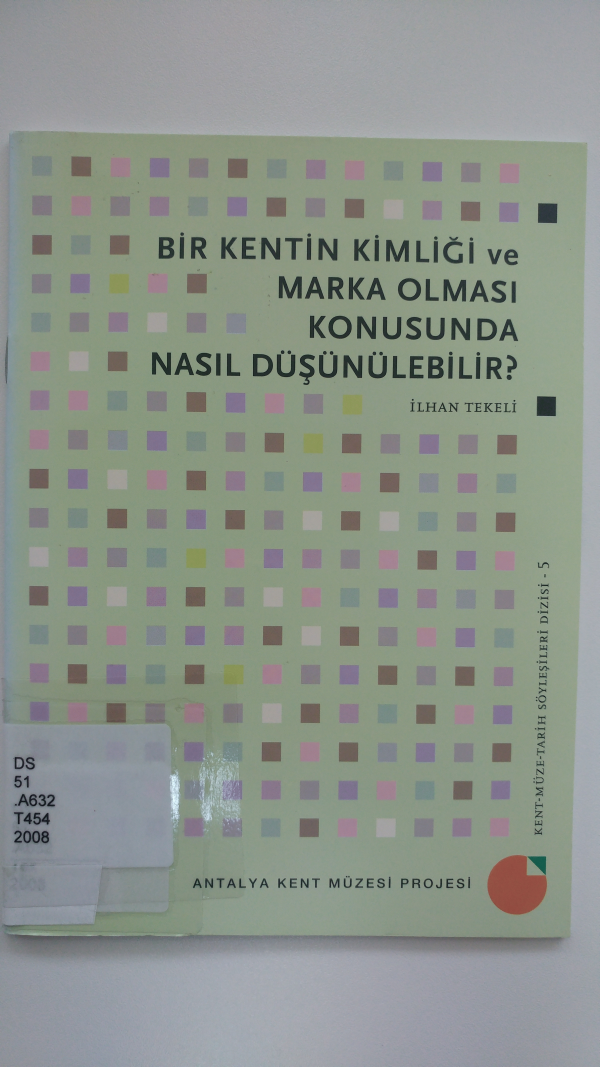 BİR KENTİN KİMLİĞİ ve
MARKA OLMASI
KONUSUNDA
NASIL DÜŞÜNÜLEBİLİR?
İLHAN TEKELİ
KENT-MÜZE-TARİH SÖYLEŞİLERİ DİZİSİ - 5
DS
51
.A632
T454
2008
2008
ANTALYA KENT MÜZESİ PROJESİ